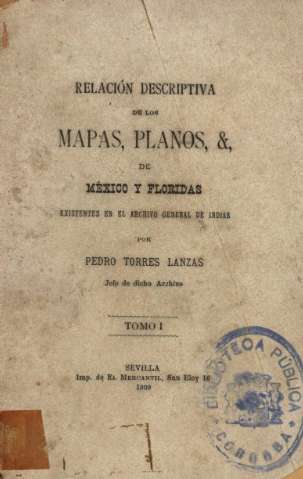 RELACIÓN DESCRIPTIVA
DE LOS
MAPAS, PLANOS, &,
DE
MÉXICO Y FLORIDAS
EXISTENTES EN EL ARCHIVO GENERAL DE INDIAS
POR
PEDRO TORRES LANZAS
Jefe de dicho Archivo
TOMO I
SEVILLA
Imp. de EL MERCANTIL, San Eloy 16
1900
BIBLIOTECA PÚBLICA
CÓRDOBA